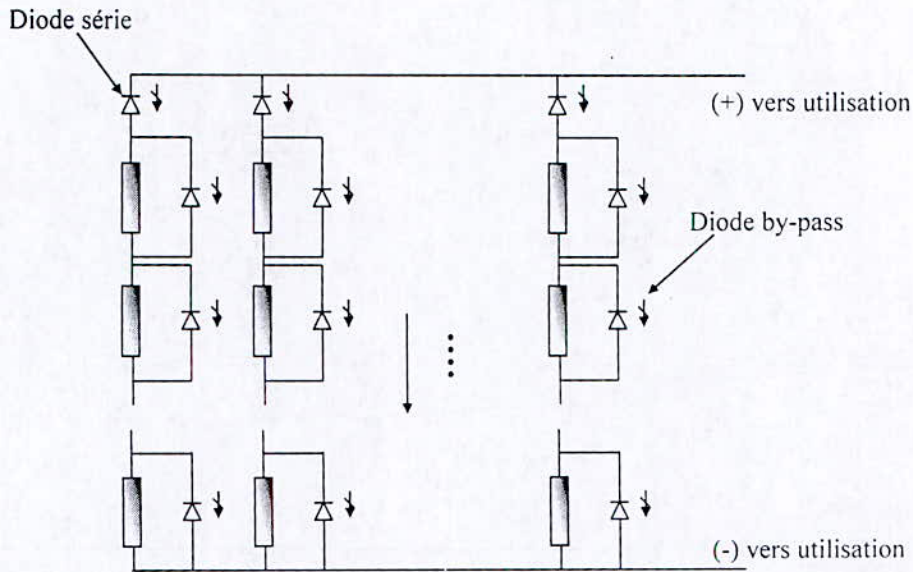 Diode série
(+) vers utilisation
Diode by-pass
(-) vers utilisation